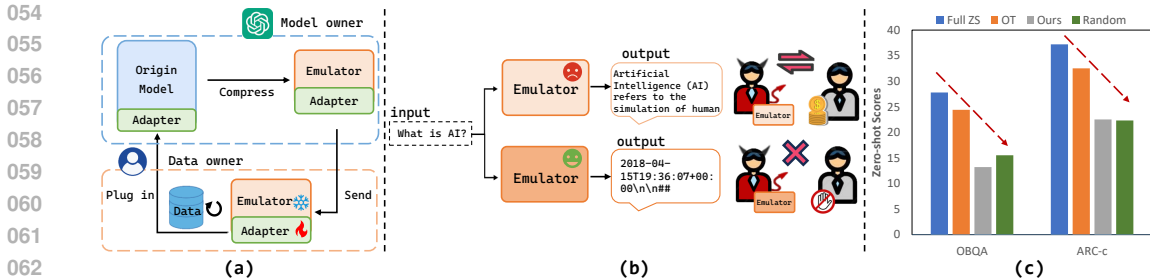 054
055
056
057
058
059
060
061
062
Model owner
Origin
Model
Adapter
Compress
Emulator
Adapter
Data owner
Plug in
Data
Emulator
Adapter
Send
(a)
input
What is AI?
Emulator
output
Artificial
Intelligence (AI)
refers to the
simulation of human
Emulator
Emulator
output
2018-04-
15T19:36:07+00:
00\n\n##
Emulator
(b)
Full ZS OT Ours Random
Zero-shot Scores
40
35
30
25
20
15
10
5
0
OBQA ARC-c
(c)